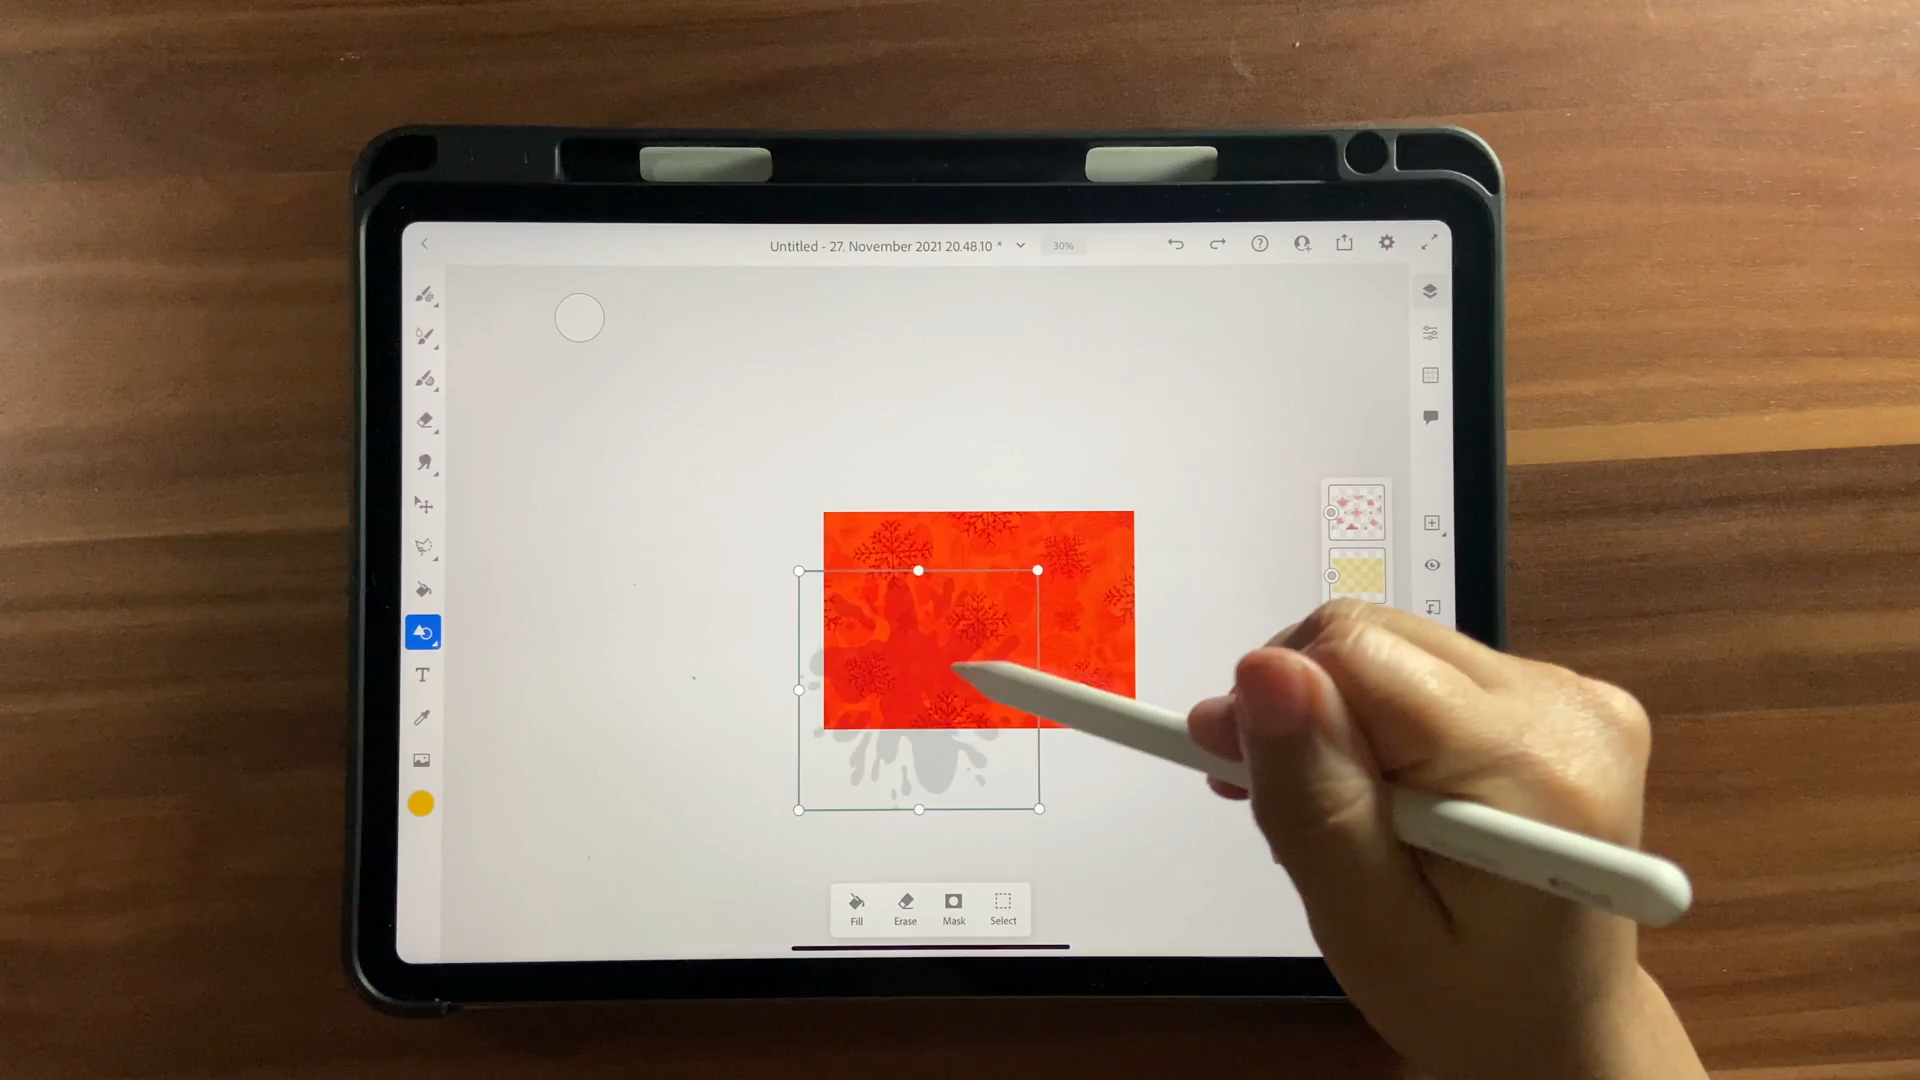 Untitled - 27. November 2021 20.48.10 *
30%
T
Fill
Erase
Mask
Select